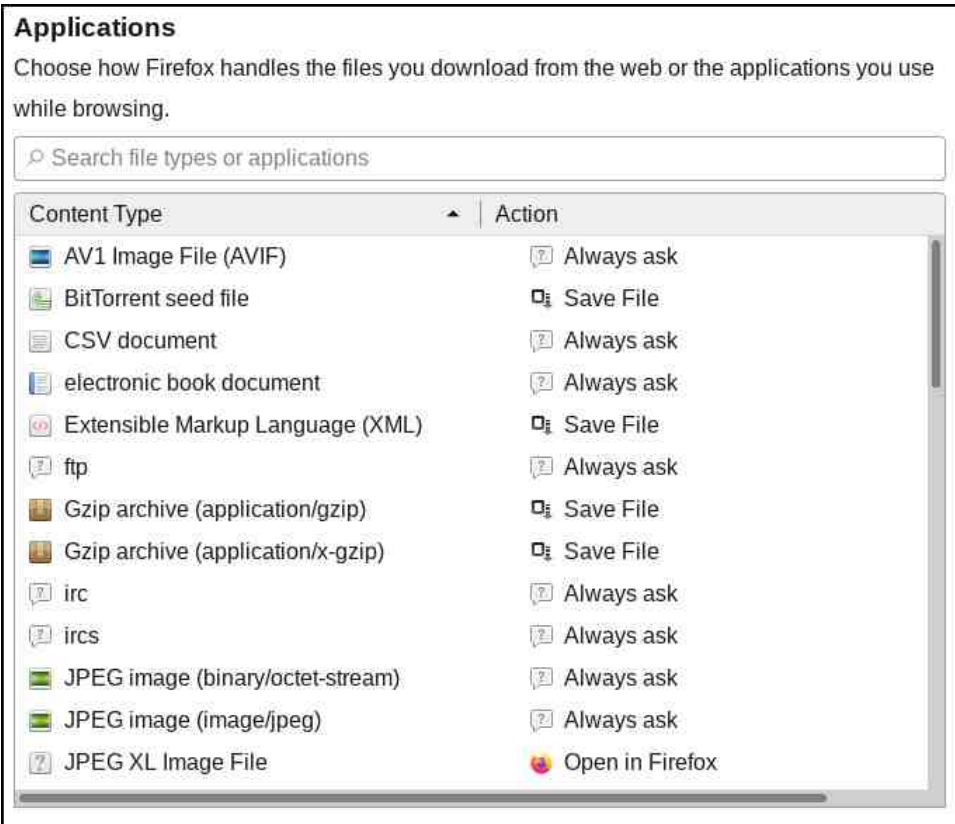 Applications
Choose how Firefox handles the files you download from the web or the applications you use
while browsing.
Search file types or applications
Content Type Action
AV1 Image File (AVIF) Always ask
BitTorrent seed file Save File
CSV document Always ask
electronic book document Always ask
Extensible Markup Language (XML) Save File
ftp Always ask
Gzip archive (application/gzip) Save File
Gzip archive (application/x-gzip) Save File
irc Always ask
ircs Always ask
JPEG image (binary/octet-stream) Always ask
JPEG image (image/jpeg) Always ask
JPEG XL Image File Open in Firefox